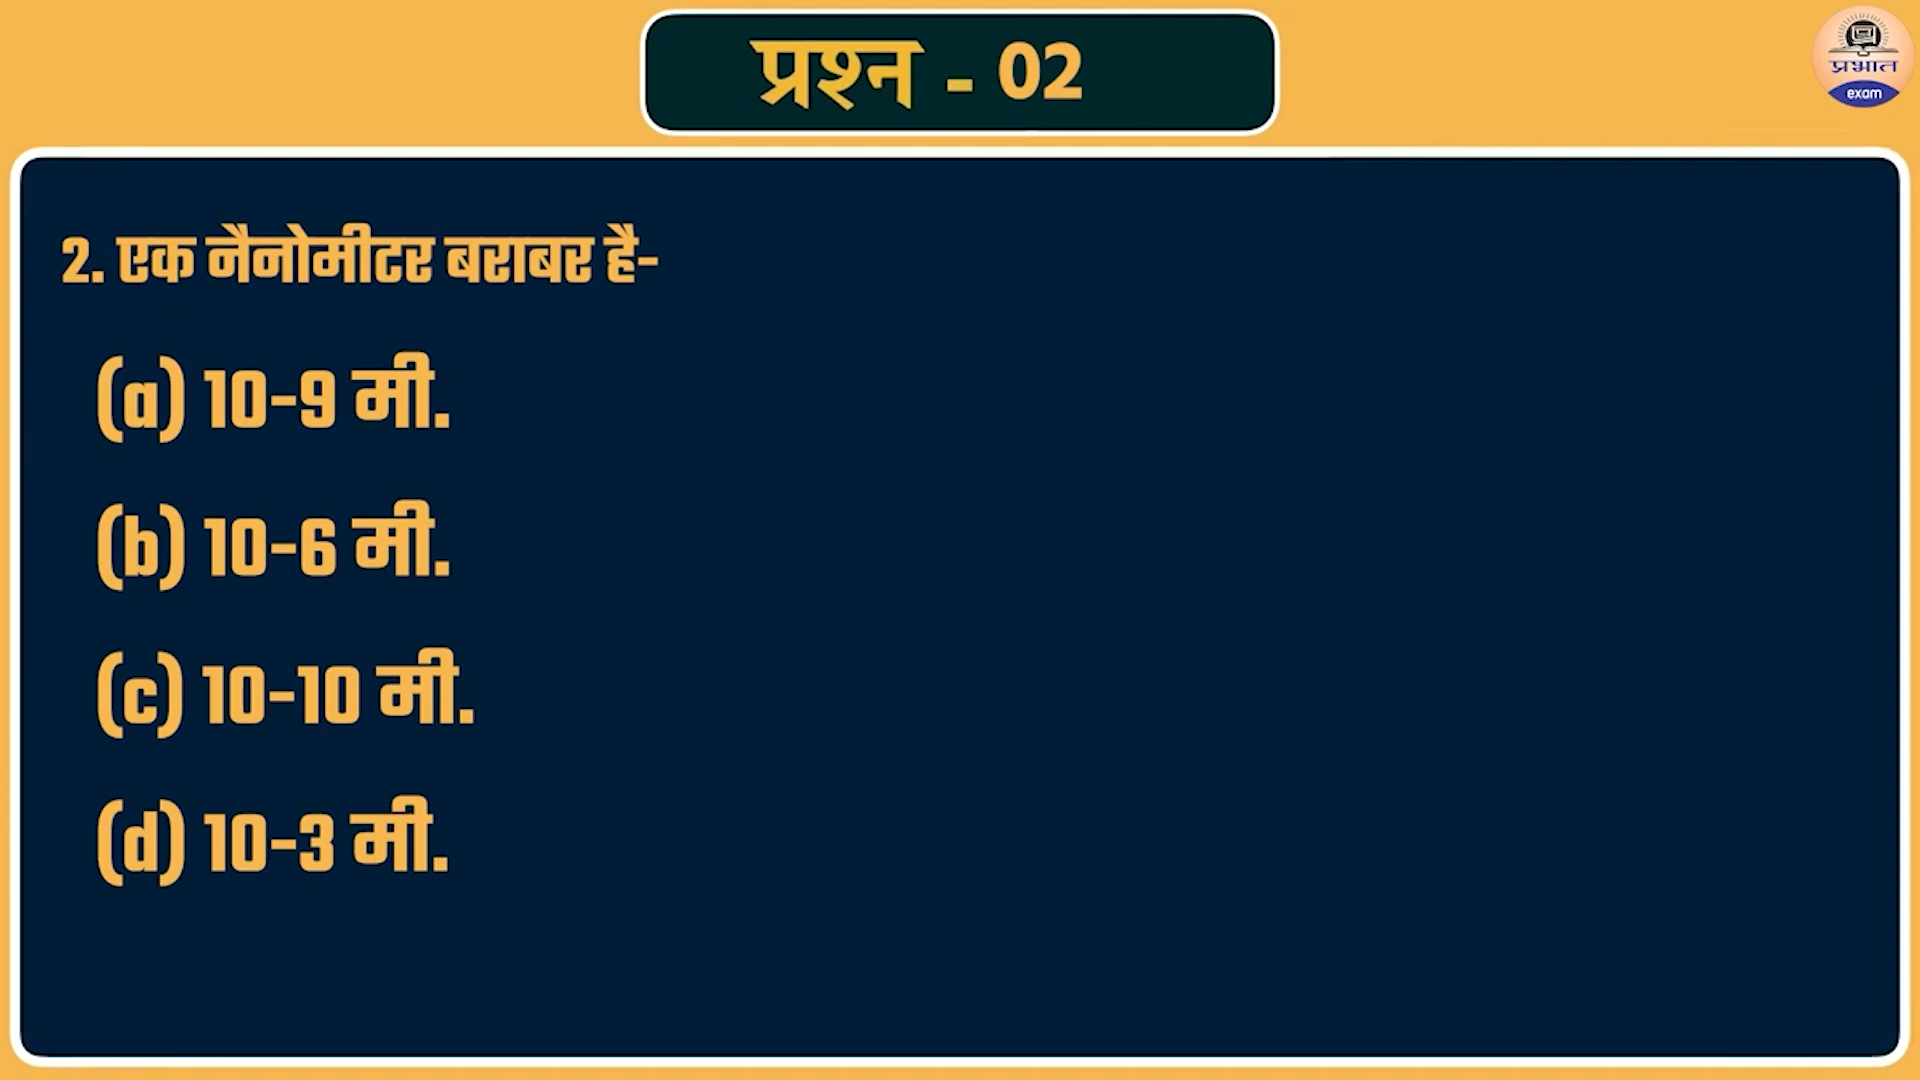 प्रश्न - 02
प्रभात
exam
2. एक नैनोमीटर बराबर है-
(a) 10-9 मी.
(b) 10-6 मी.
(c) 10-10 मी.
(d) 10-3 मी.